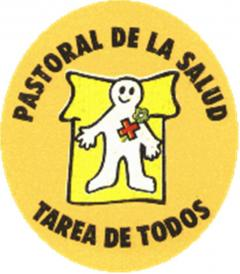 PASTORAL DE LA SALUD
TAREA DE TODOS